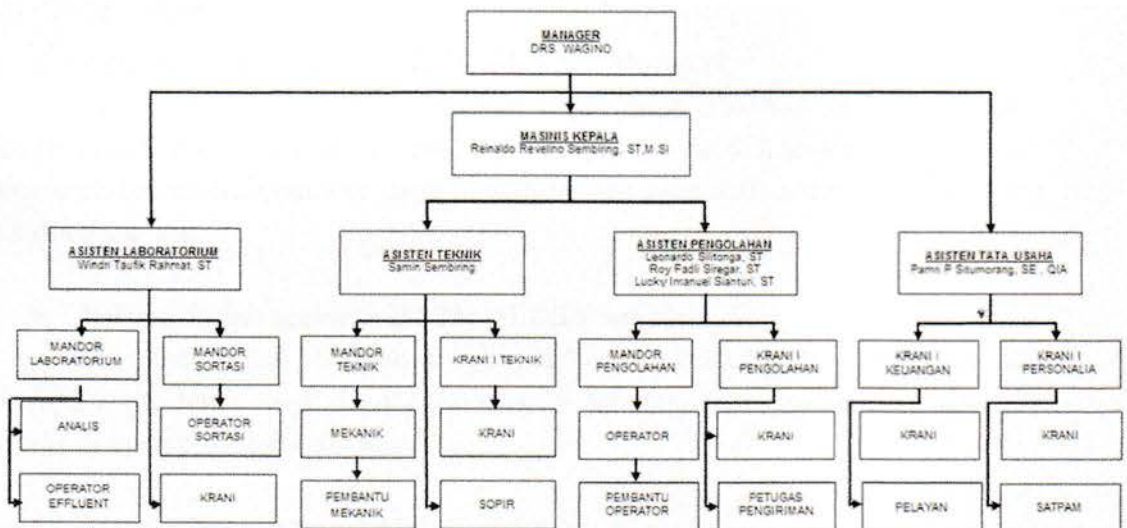 MANAGER
DRS. WAGINO
MASINIS KEPALA
Reinaldo Revelino Sembiring, ST,M.Si
ASISTEN LABORATORIUM
Windri Taufik Rahmat, ST
ASISTEN TEKNIK
Samin Sembiring
ASISTEN PENGOLAHAN
Leonardo Silitonga, ST
Roy Fadli Siregar, ST
Lucky Imanuel Sianturi, ST
ASISTEN TATA USAHA
P Situmorang, SE , QIA
MANDOR
LABORATORIUM
MANDOR
SORTASI
MANDOR
TEKNIK
KRANI I TEKNIK
MANDOR
PENGOLAHAN
KRANI I
PENGOLAHAN
KRANI I
KEUANGAN
KRANI I
PERSONALIA
ANALIS
OPERATOR
SORTASI
MEKANIK
KRANI
OPERATOR
KRANI
KRANI
KRANI
OPERATOR
EFFLUENT
KRANI
PEMBANTU
MEKANIK
SOPIR
PEMBANTU
OPERATOR
PETUGAS
PENGIRIMAN
PELAYAN
SATPAM